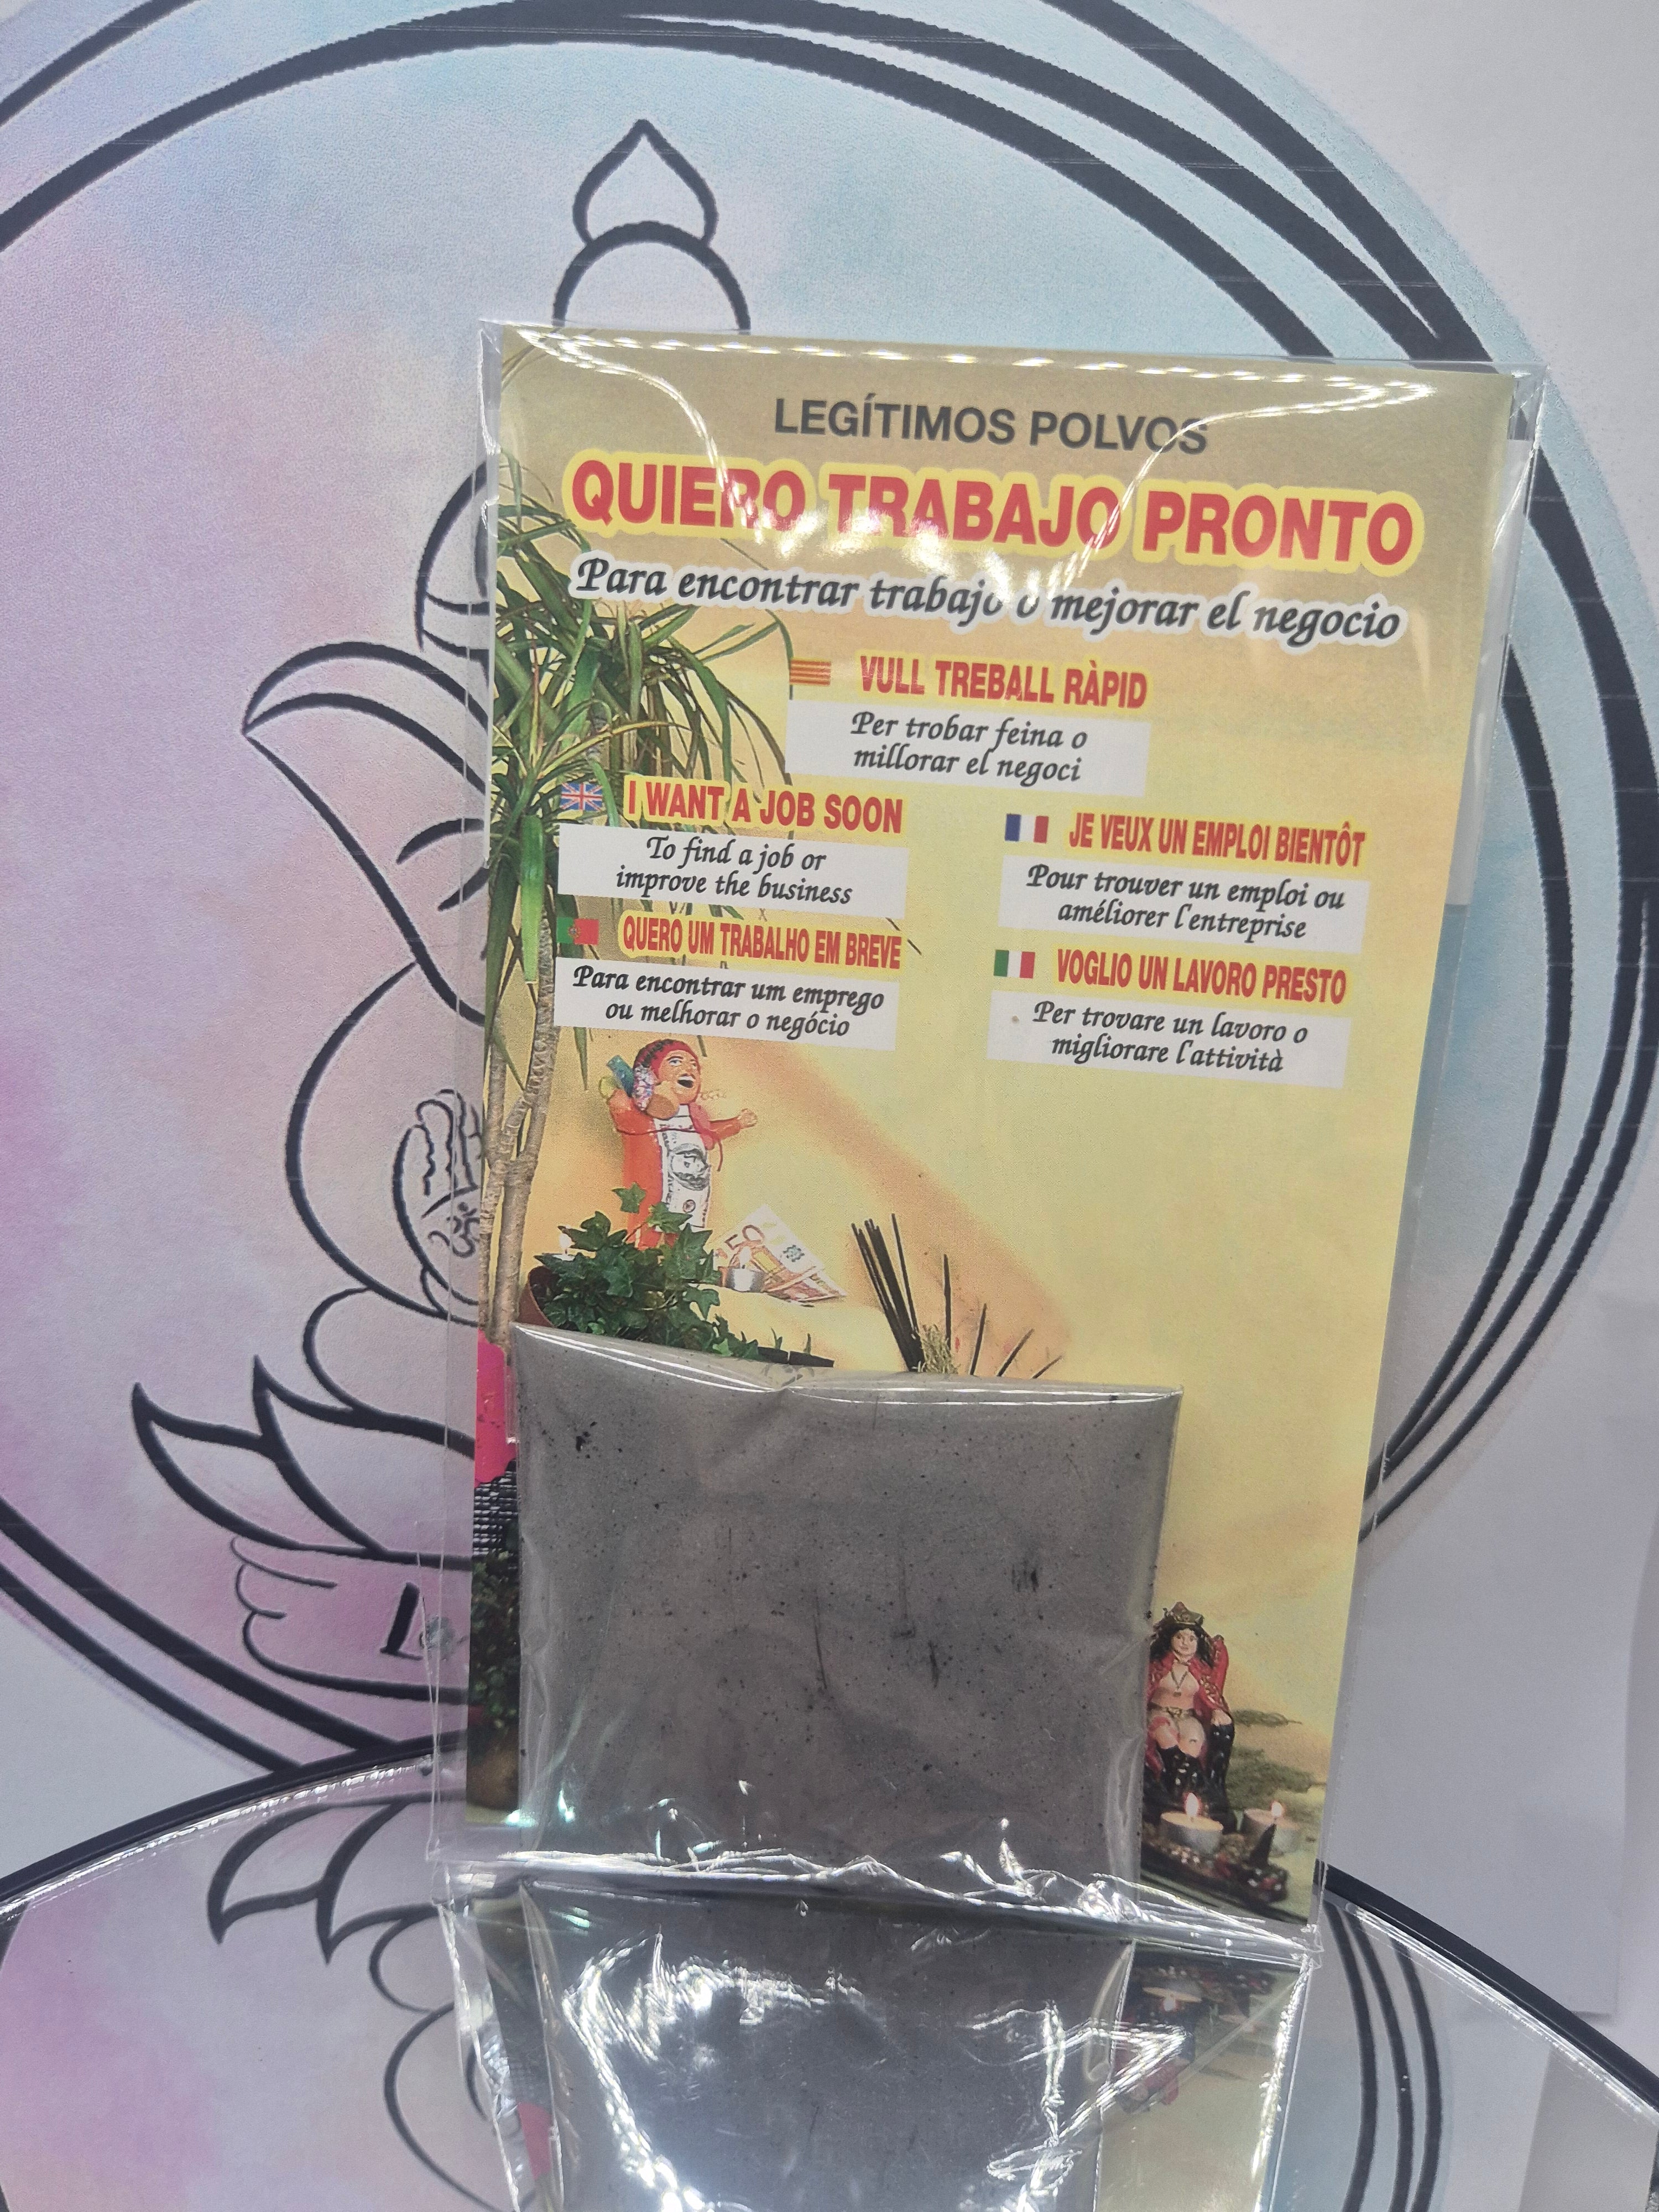 LEGÍTIMOS POLVOS
QUIERO TRABAJO PRONTO
Para encontrar trabajo o mejorar el negocio
VULL TREBALL RÀPID
Per trobar feina o
millorar el negoci
I WANT A JOB SOON
To find a job or
improve the business
JE VEUX UN EMPLOI BIENTÔT
Pour trouver un emploi ou
améliorer l'entreprise
QUERO UM TRABALHO EM BREVE
Para encontrar um emprego
ou melhorar o negócio
VOGLIO UN LAVORO PRESTO
Per trovare un lavoro o
migliorare l'attività
50